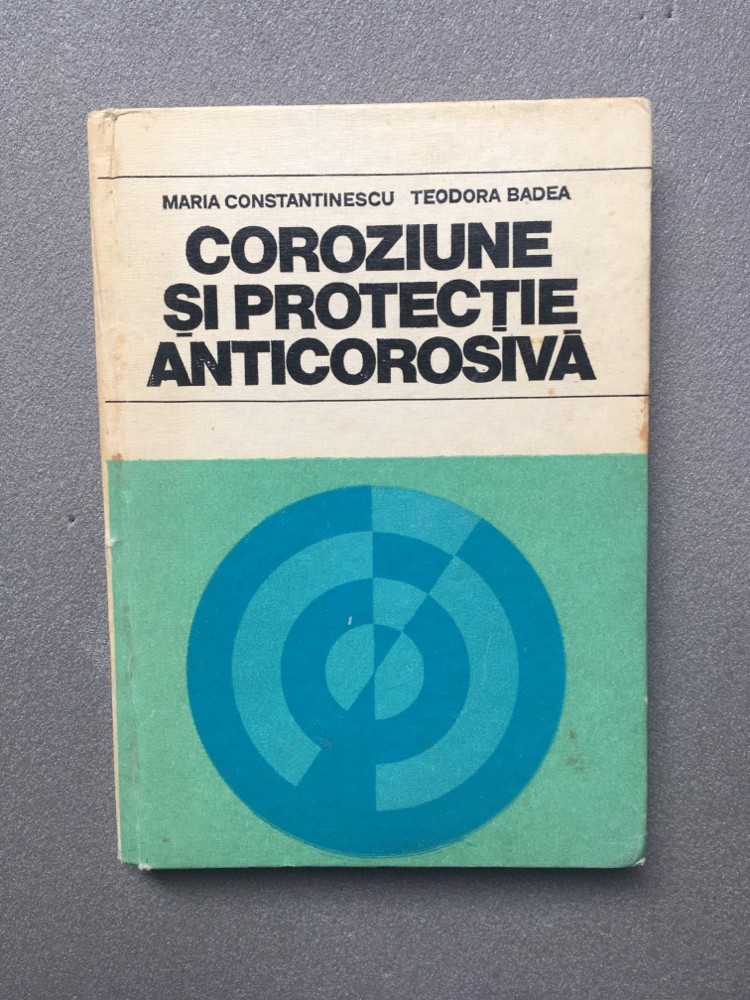 MARIA CONSTANTINESCU TEODORA BADEA
COROZIUNE
ȘI PROTECȚIE
ANTICOROSIVĂ